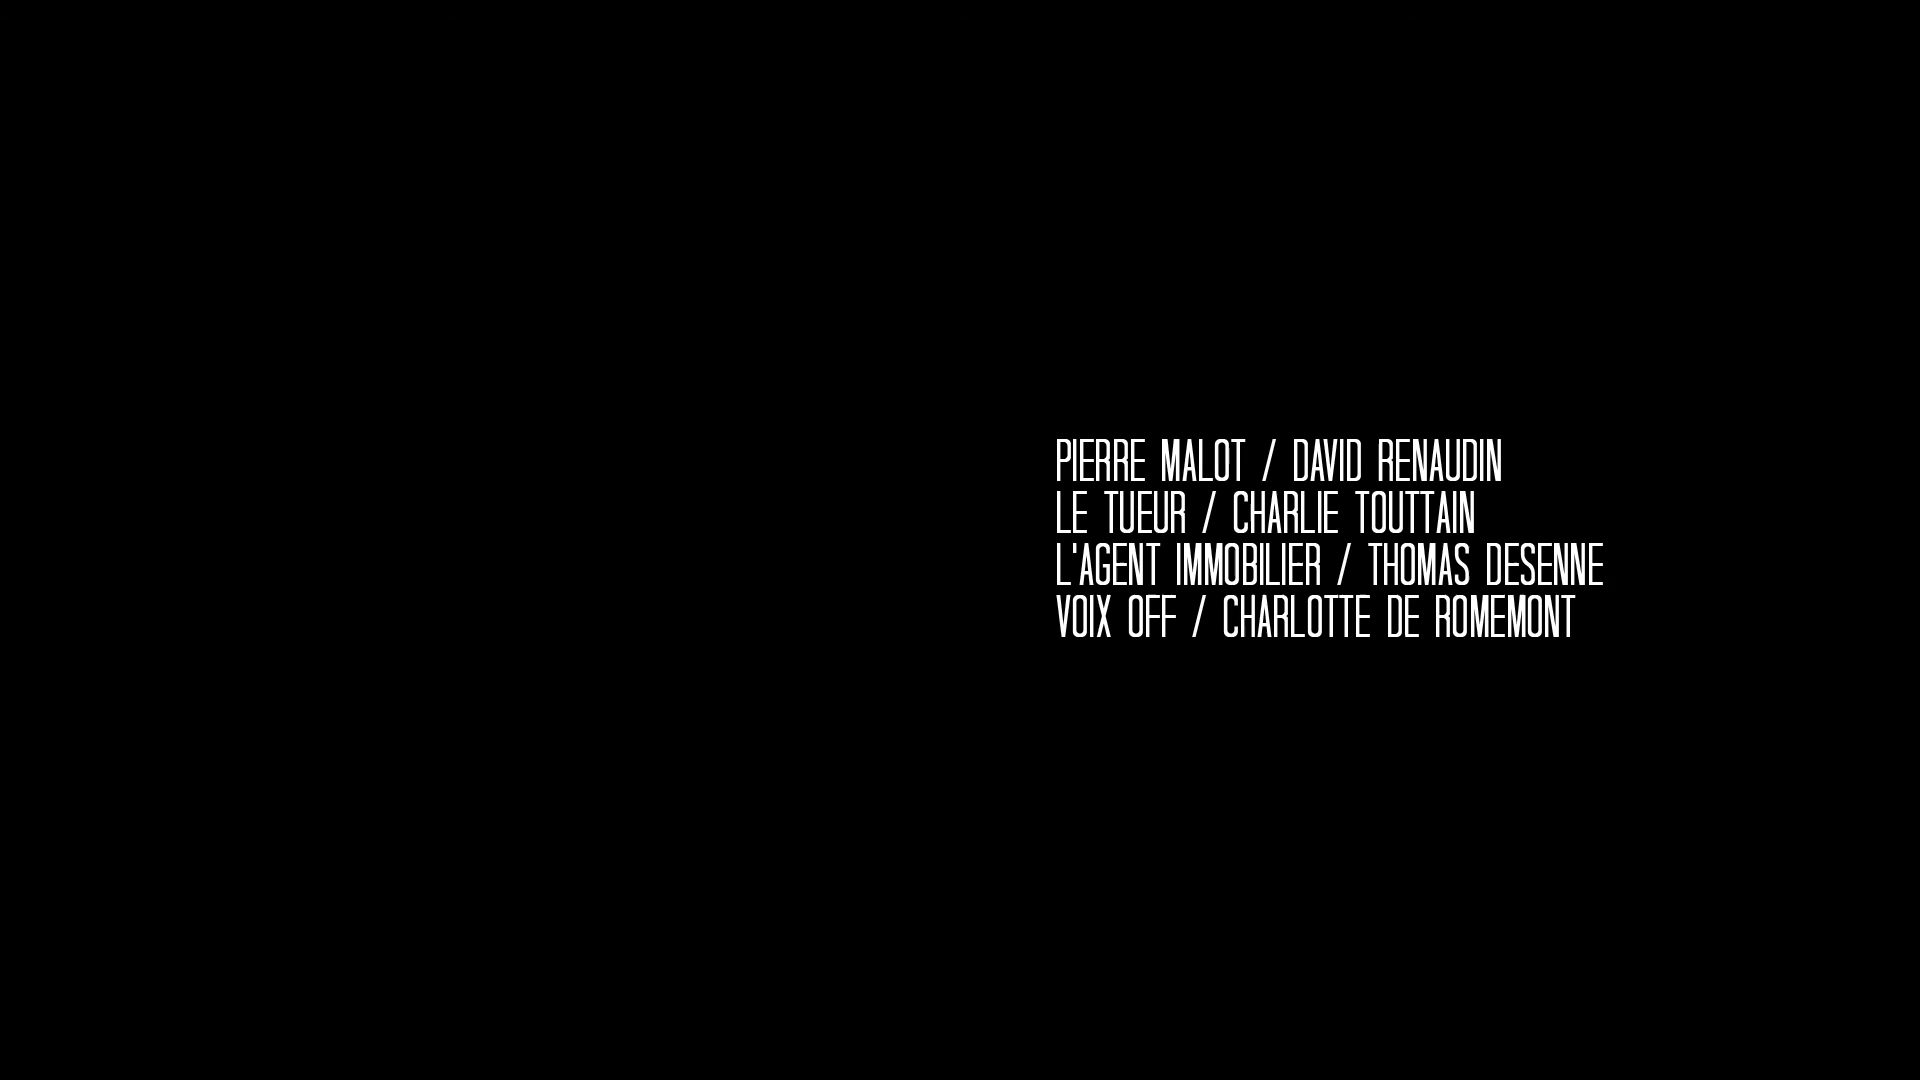 PIERRE MALOT / DAVID RENAUDIN
LE TUEUR / CHARLIE TOUTTAIN
L'AGENT IMMOBILIER / THOMAS DESENNE
VOIX OFF / CHARLOTTE DE ROMEMONT